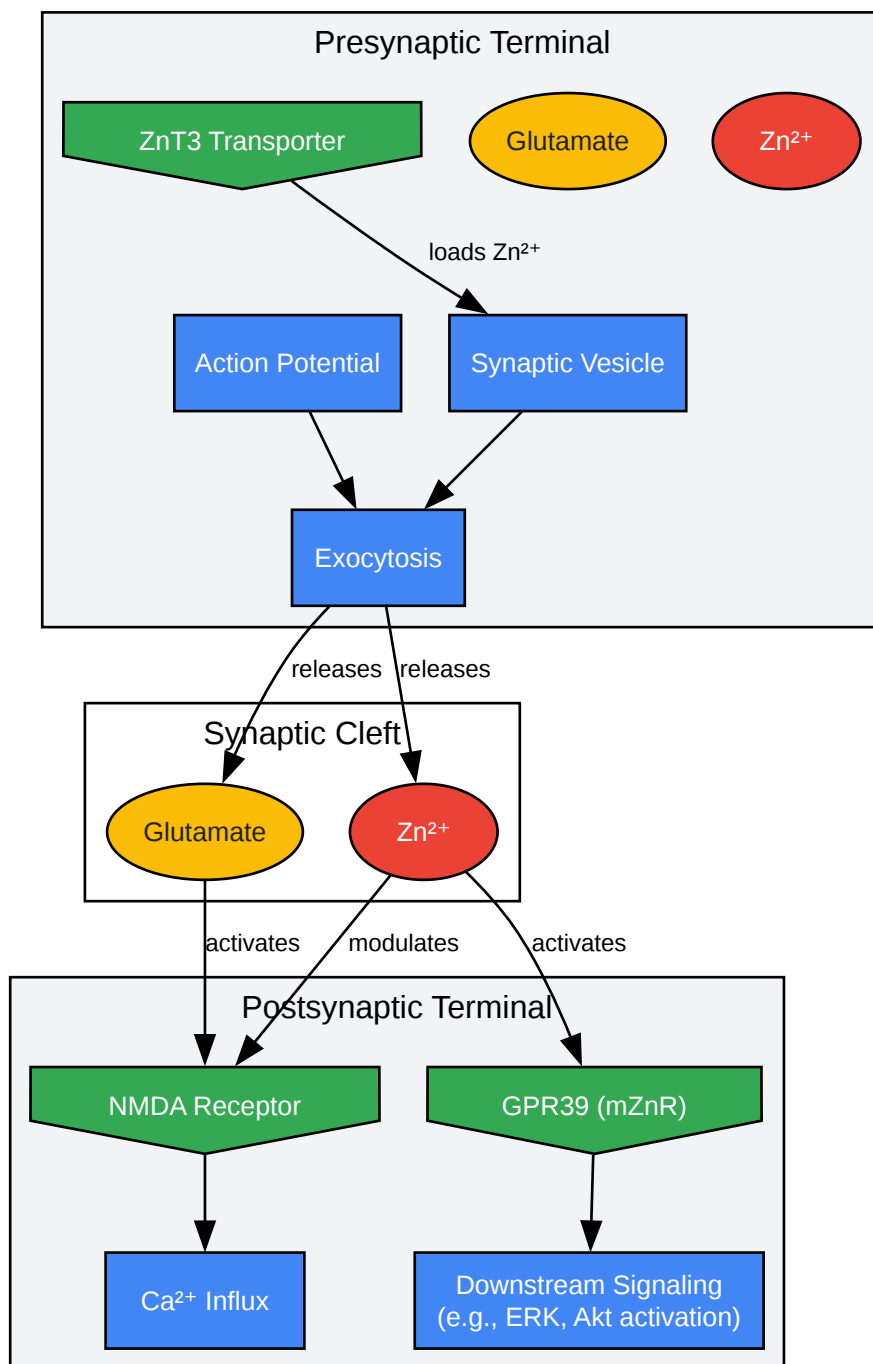 Presynaptic Terminal
ZnT3 Transporter
Glutamate
Zn²⁺
loads Zn²⁺
Action Potential
Synaptic Vesicle
Exocytosis
releases
releases
Synaptic Cleft
Glutamate
Zn²⁺
activates
modulates
activates
Postsynaptic Terminal
NMDA Receptor
GPR39 (mZnR)
Ca²⁺ Influx
Downstream Signaling
(e.g., ERK, Akt activation)